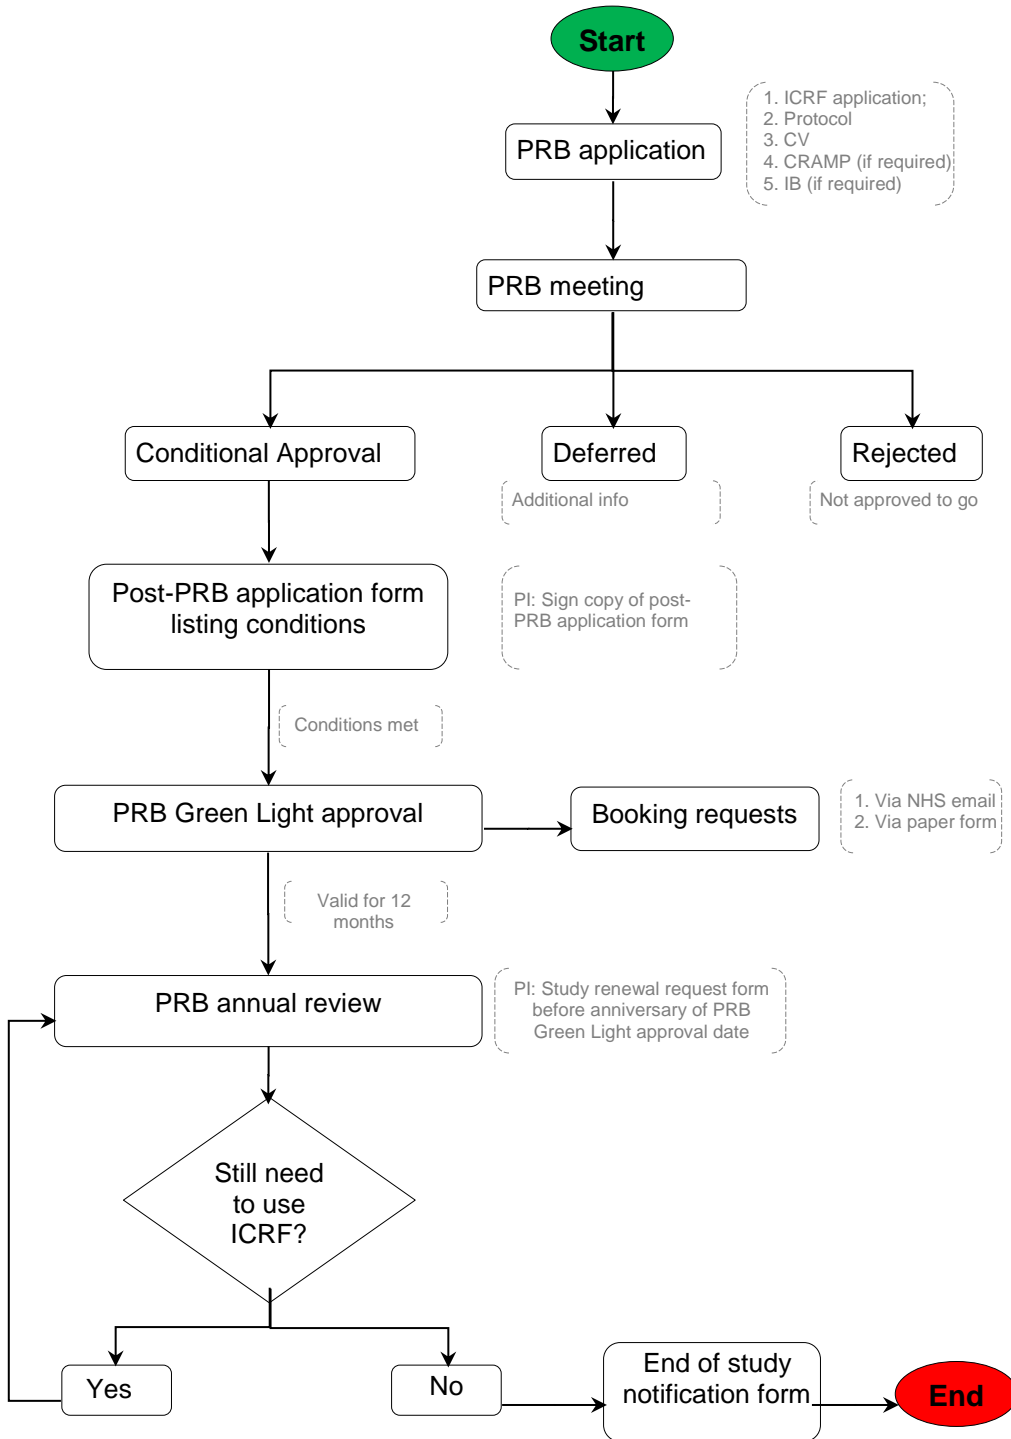 Start
1. ICRF application;
2. Protocol
3. CV
4. CRAMP (if required)
5. IB (if required)
PRB application
PRB meeting
Conditional Approval
Deferred
Rejected
Additional info
Not approved to go
Post-PRB application form
listing conditions
PI: Sign copy of post-
PRB application form
Conditions met
PRB Green Light approval
Booking requests
1. Via NHS email
2. Via paper form
Valid for 12
months
PRB annual review
PI: Study renewal request form
before anniversary of PRB
Green Light approval date
Still need
to use
ICRF?
Yes
No
End of study
notification form
End